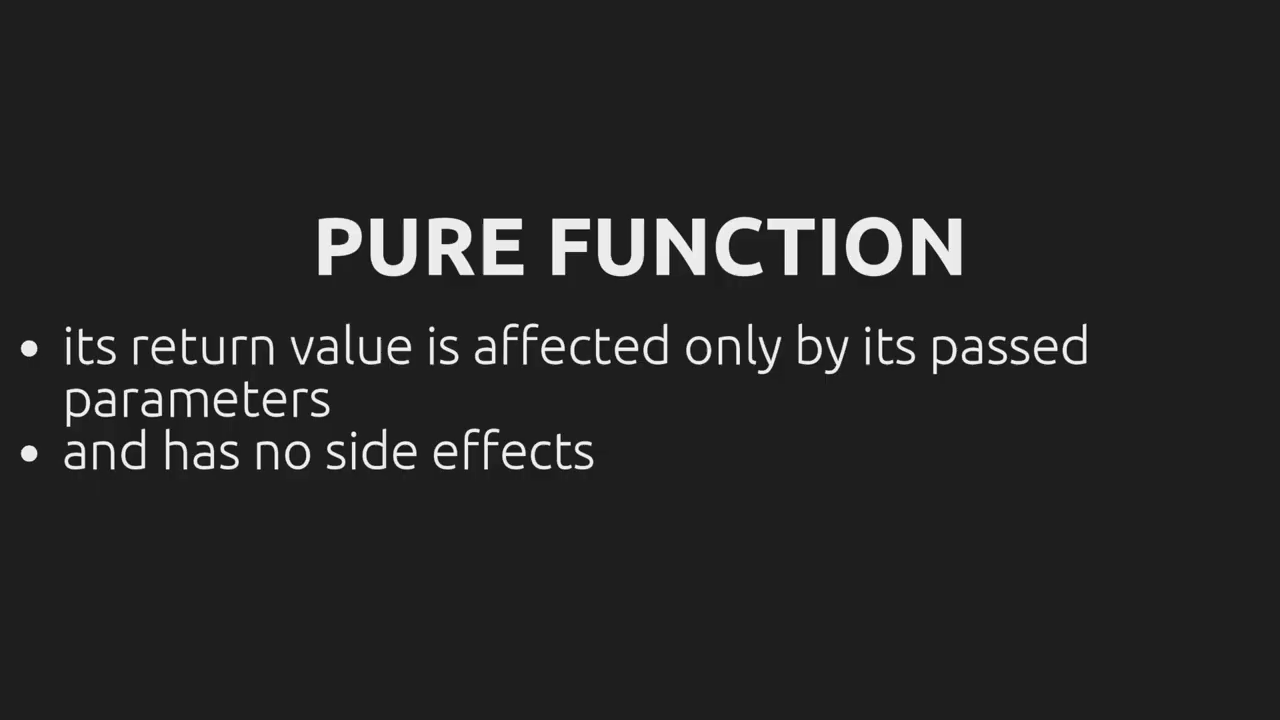 PURE FUNCTION
• its return value is affected only by its passed
parameters
• and has no side effects